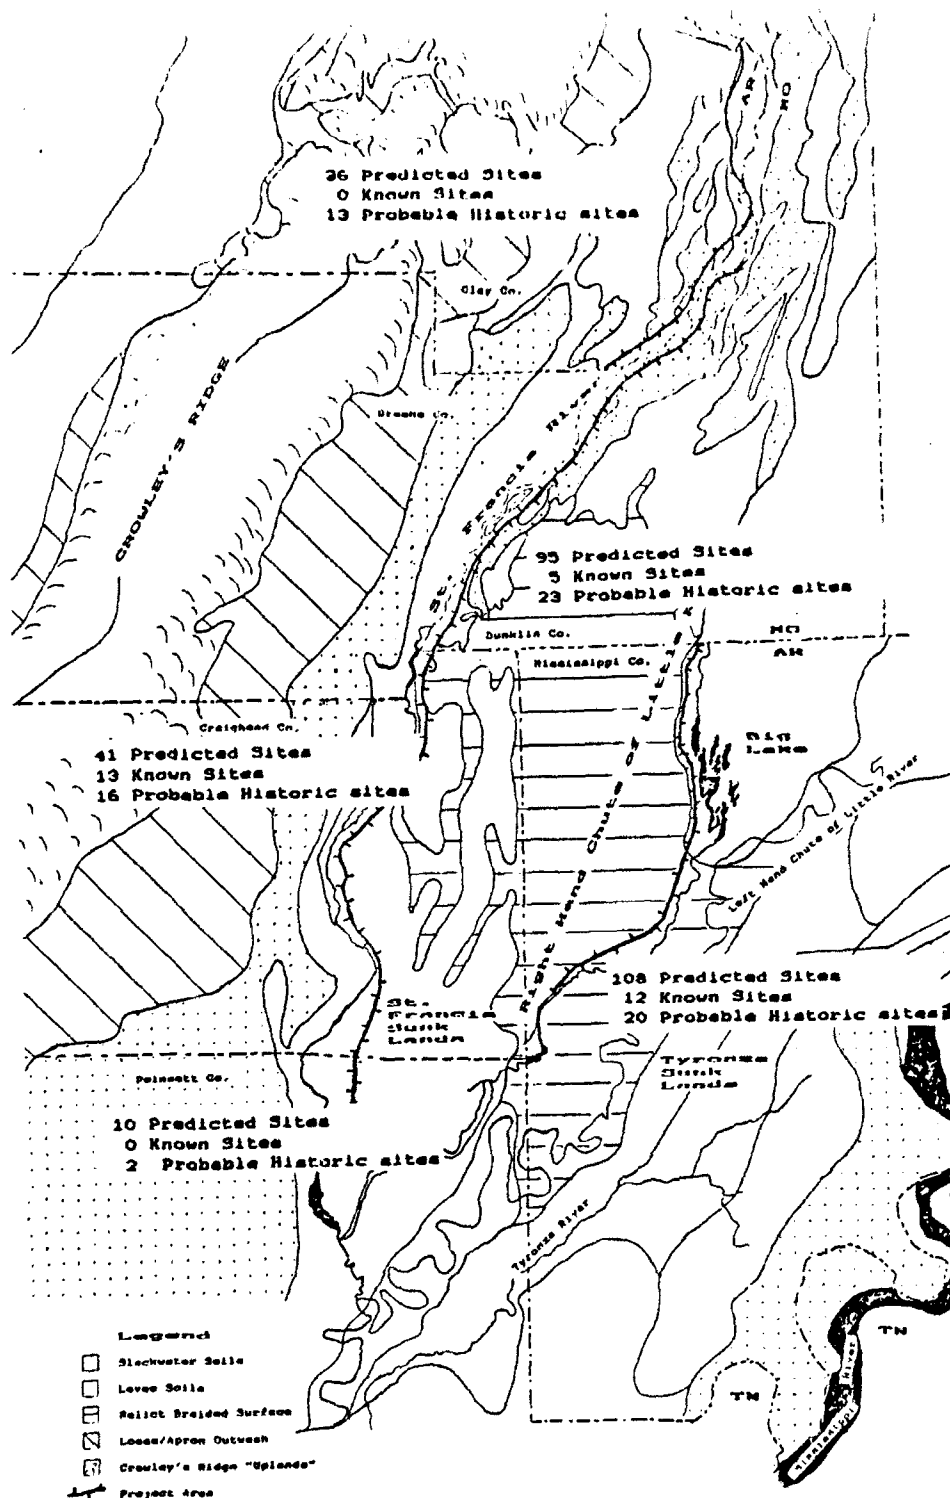 AR
MO
36 Predicted Sites
0 Known Sites
13 Probable Historic sites
Clay Co.
CROWLEY'S RIDGE
Greene Co.
St. Francis River
95 Predicted Sites
5 Known Sites
23 Probable Historic sites
Dunklin Co.
MO
AR
Mississippi Co.
Craighead Co.
Big
Lake
41 Predicted Sites
13 Known Sites
16 Probable Historic sites
Right Hand Chute of Little
Left Hand Chute of Little River
108 Predicted Sites
12 Known Sites
20 Probable Historic sites
St.
Francis
Sunk
Lands
Tyronza
Sunk
Lands
Poinsett Co.
10 Predicted Sites
0 Known Sites
2 Probable Historic sites
Tyronza River
TN
TN
Mississippi River
Legend
Slackwater Soils
Levee Soils
Relict Braided Surface
Loess/Apron Outwash
Crowley's Ridge "Uplands"
Project Area